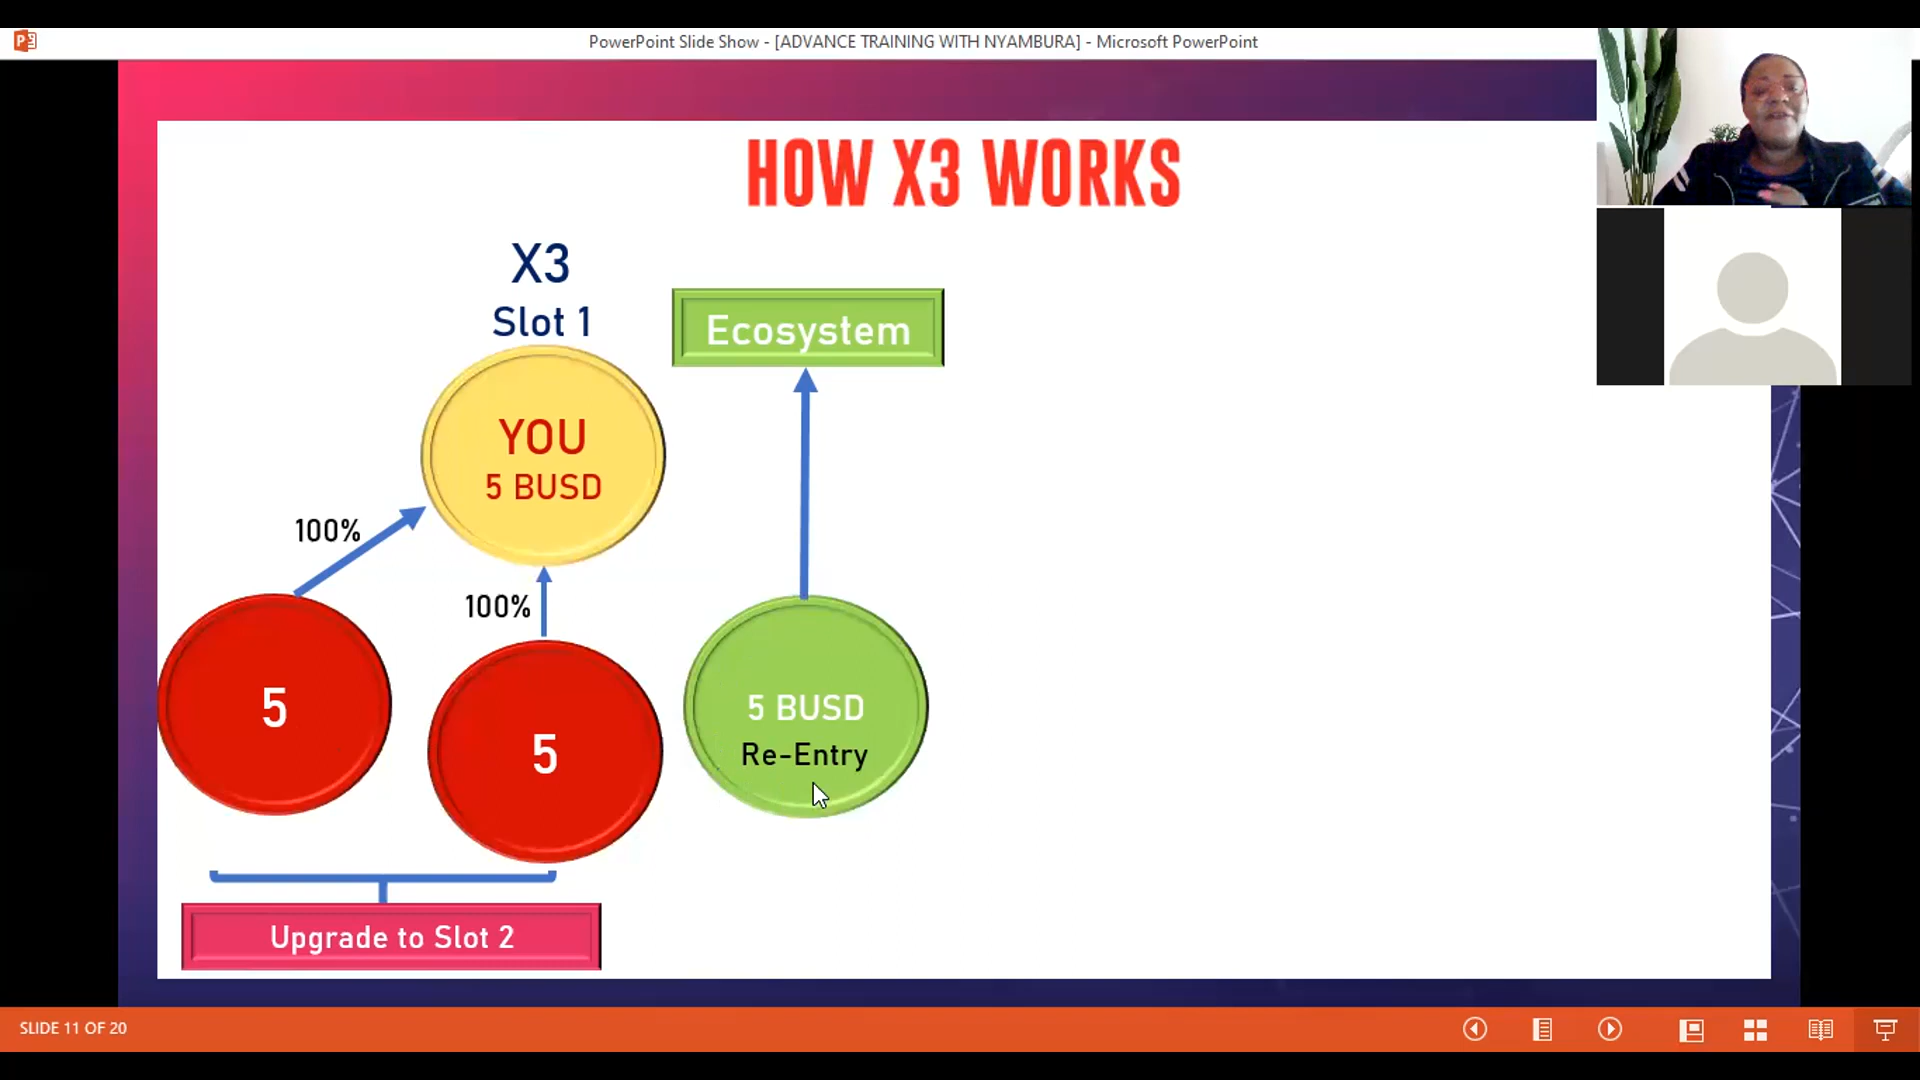 PowerPoint Slide Show - [ADVANCE TRAINING WITH NYAMBURA] - Microsoft PowerPoint
HOW X3 WORKS
X3
Slot 1
Ecosystem
YOU
5 BUSD
100%
100%
5
5
5 BUSD
Re-Entry
Upgrade to Slot 2
SLIDE 11 OF 20